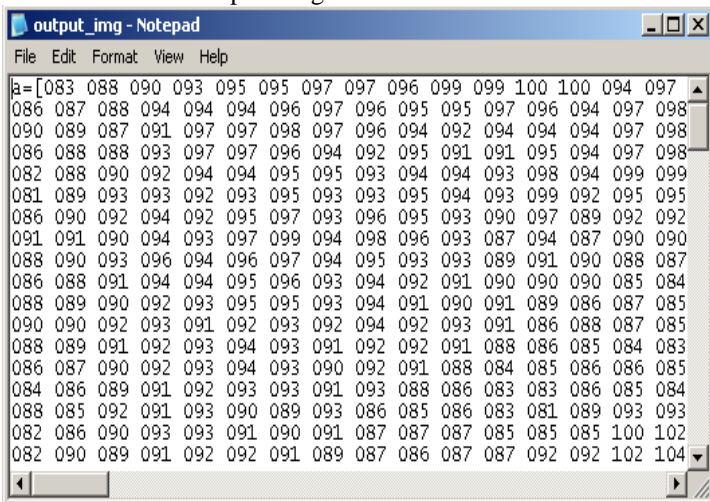 output_img - Notepad
File Edit Format View Help
a=[083 088 090 093 095 095 097 097 096 099 099 100 100 094 097
086 087 088 094 094 094 096 097 096 095 095 097 096 094 097 098
090 089 087 091 097 097 098 097 096 094 092 094 094 094 097 098
086 088 088 093 097 097 096 094 092 095 091 091 095 094 097 098
082 088 090 092 094 094 095 095 093 094 094 093 098 094 099 099
081 089 093 093 092 093 095 093 093 095 094 093 099 092 095 095
086 090 092 094 092 095 097 093 096 095 093 090 097 089 092 092
091 091 090 094 093 097 099 094 098 096 093 087 094 087 090 090
088 090 093 096 094 096 097 094 095 093 093 089 091 090 088 087
086 088 091 094 094 095 096 093 094 092 091 090 090 090 085 084
088 089 090 092 093 095 095 093 094 091 090 091 089 086 087 085
090 090 092 093 091 092 093 092 094 092 093 091 086 088 087 085
088 089 091 092 093 094 093 091 092 092 091 088 086 085 084 083
086 087 090 092 093 094 093 090 092 091 088 084 085 086 086 085
084 086 089 091 092 093 093 091 093 088 086 083 083 086 085 084
088 085 092 091 093 090 089 093 086 085 086 083 081 089 093 093
082 086 090 093 093 091 090 091 087 087 087 085 085 085 100 102
082 090 089 091 092 092 091 089 087 086 087 087 092 092 102 104